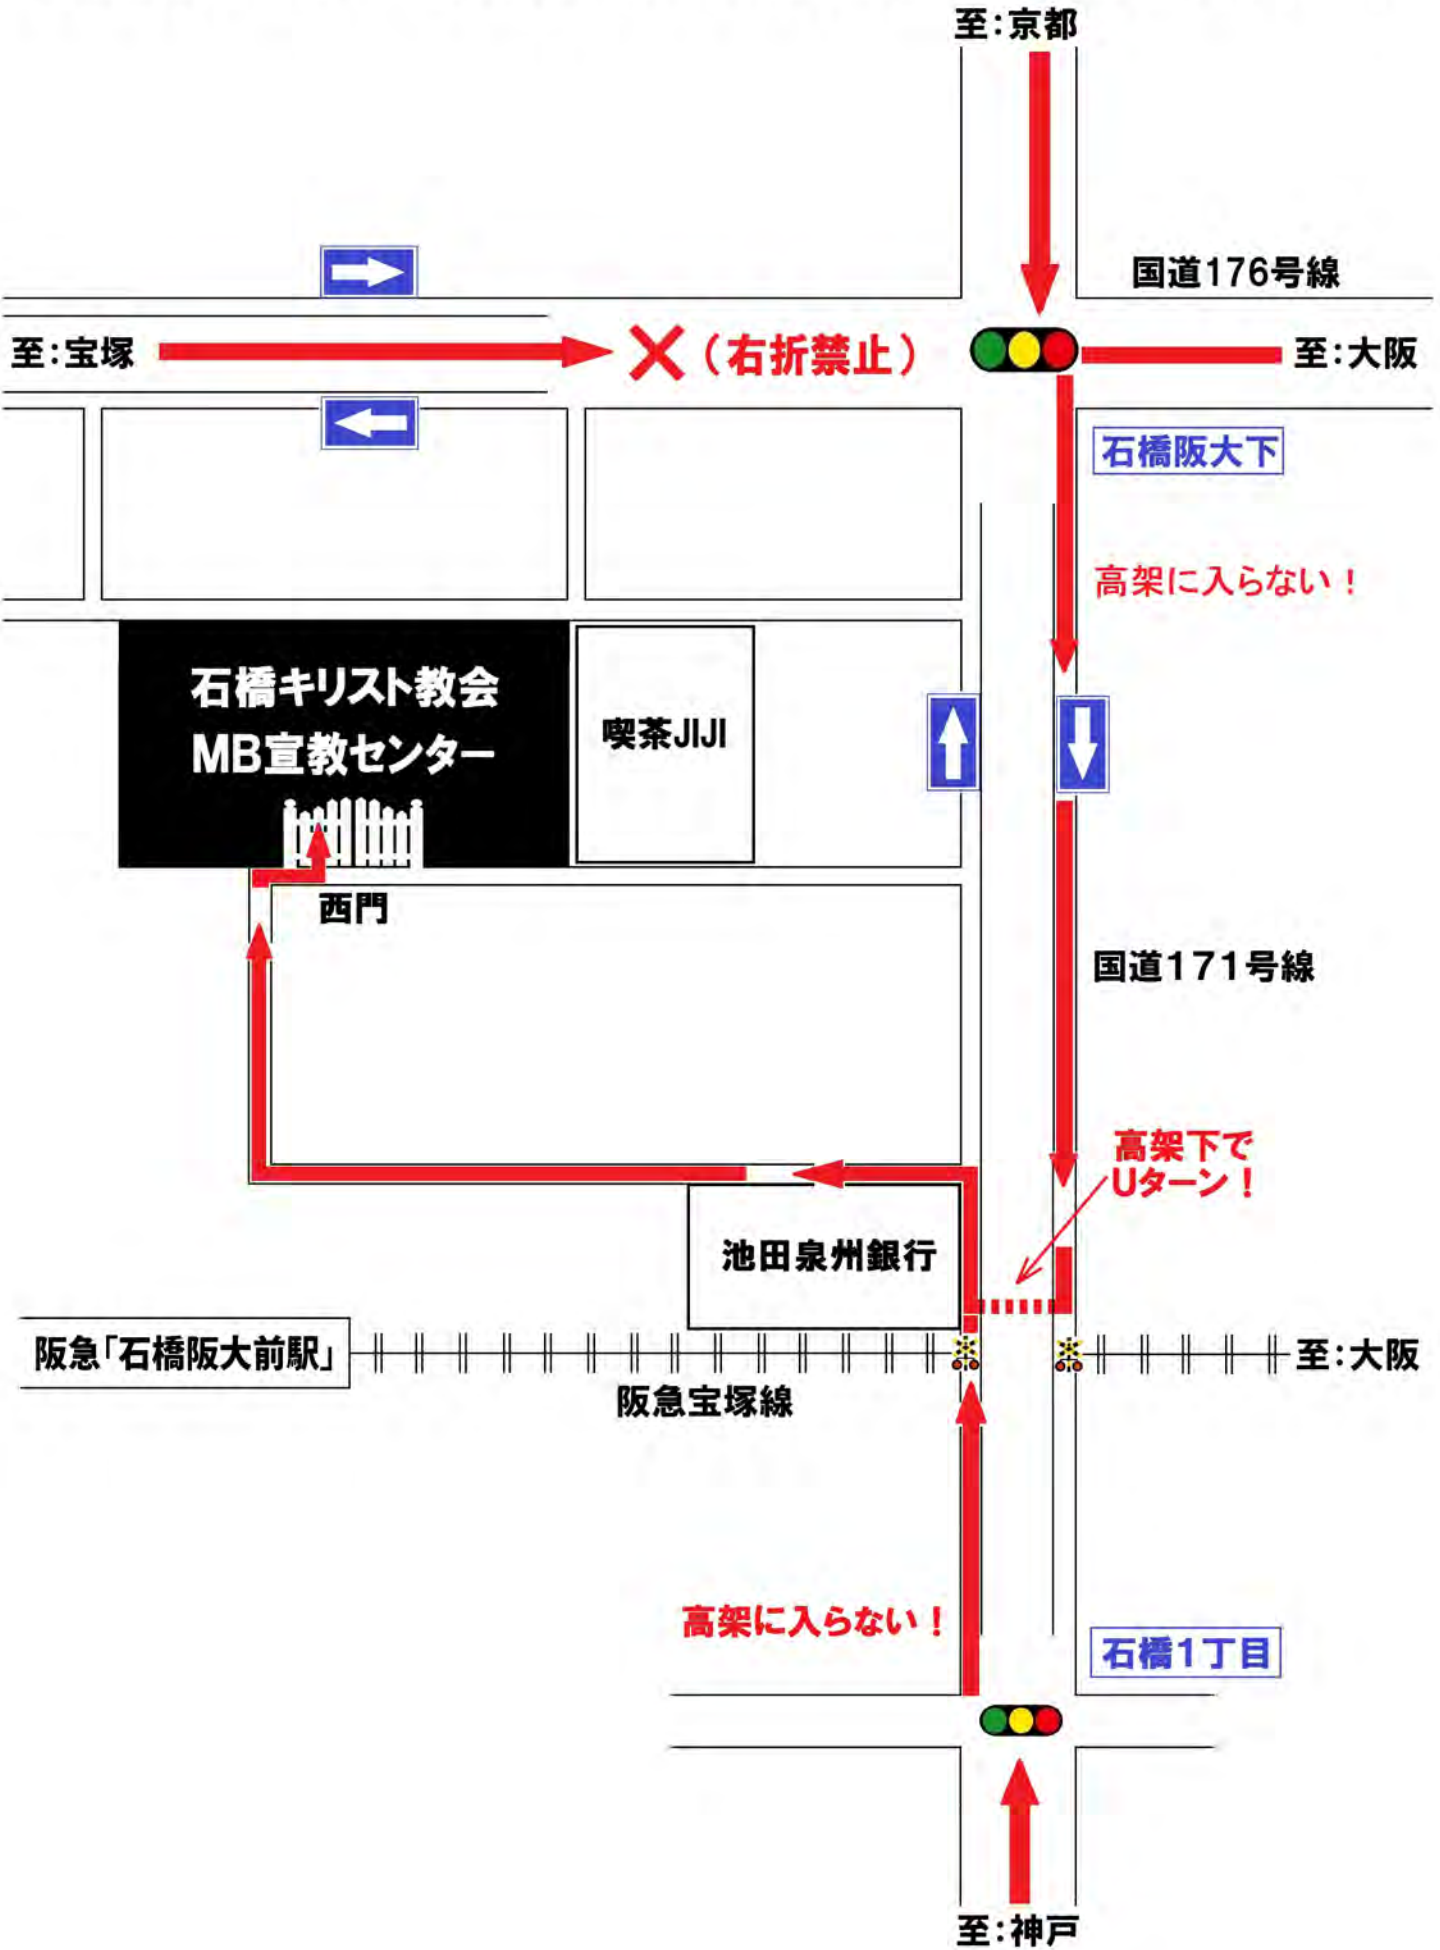 至:京都
国道176号線
至:宝塚
(右折禁止)
至:大阪
石橋阪大下
高架に入らない!
石橋キリスト教会
MB宣教センター
喫茶JIJI
西門
国道171号線
高架下で
Uターン!
池田泉州銀行
阪急「石橋阪大前駅」
至:大阪
阪急宝塚線
高架に入らない!
石橋1丁目
至:神戸